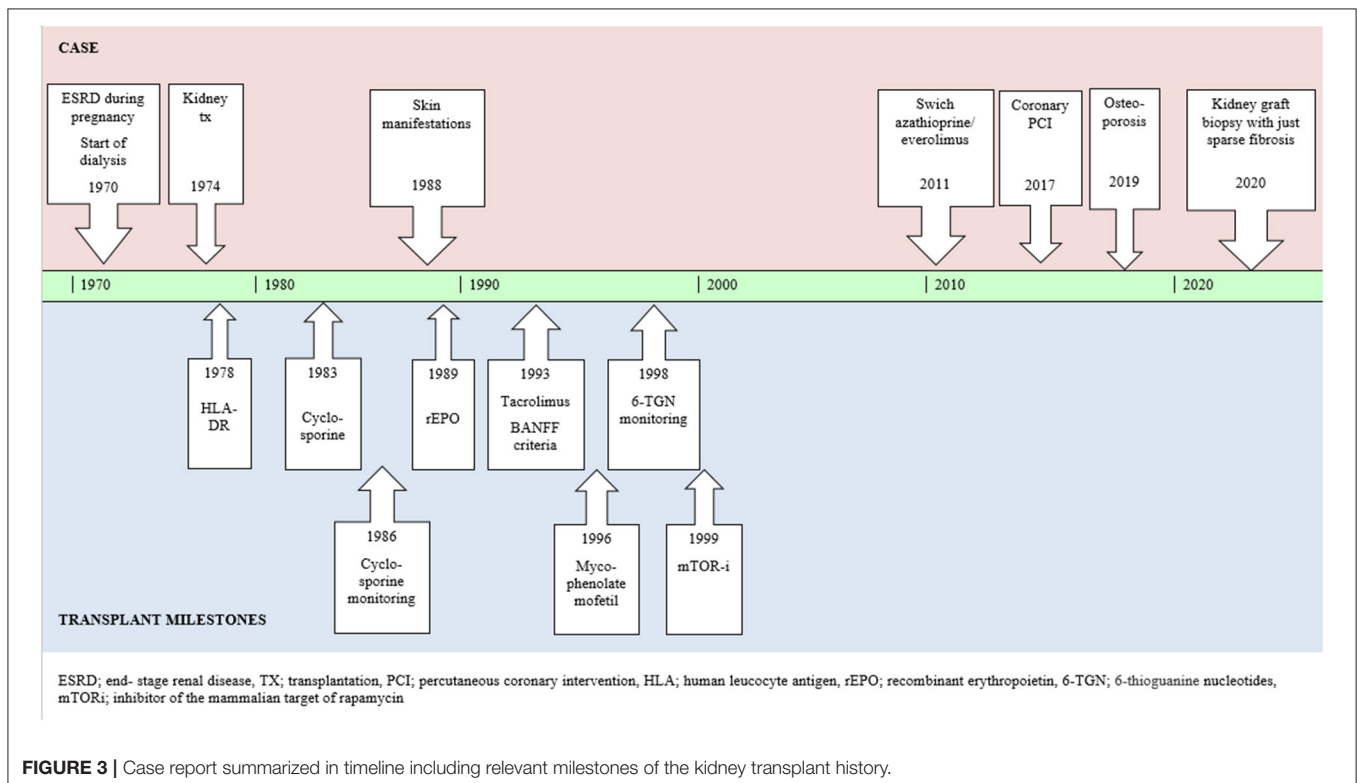 CASE
ESRD during
pregnancy
Start of
dialysis
1970
Kidney
tx
1974
Skin
manifestations
1988
Swich
azathioprine/
everolimus
2011
Coronary
PCI
2017
Osteo-
porosis
2019
Kidney graft
biopsy with just
sparse fibrosis
2020
| 1970
| 1980
| 1990
| 2000
| 2010
| 2020
1978
HLA-
DR
1983
Cyclo-
sporine
1989
rEPO
1993
Tacrolimus
BANFF
criteria
1998
6-TGN
monitoring
1986
Cyclo-
sporine
monitoring
1996
Myco-
phenolate
mofetil
1999
mTOR-i
TRANSPLANT MILESTONES
ESRD; end- stage renal disease, TX; transplantation, PCI; percutaneous coronary intervention, HLA; human leucocyte antigen, rEPO; recombinant erythropoietin, 6-TGN; 6-thioguanine nucleotides,
mTORi; inhibitor of the mammalian target of rapamycin
FIGURE 3 | Case report summarized in timeline including relevant milestones of the kidney transplant history.